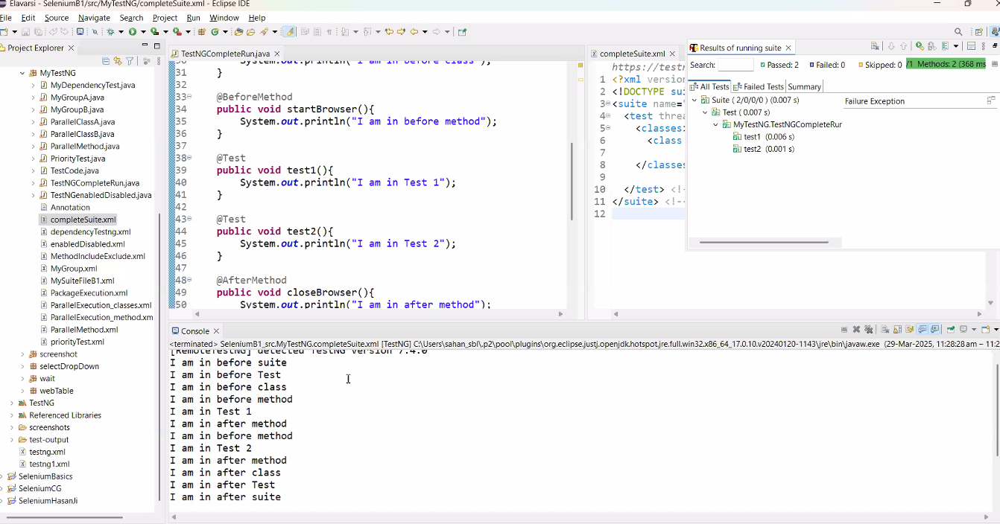 Elavarsi - SeleniumB1/src/MyTestNG/completeSuite.xml - Eclipse IDE
File Edit Source Navigate Search Project Run Window Help
Project Explorer
MyTestNG
MyDependencyTest.java
MyGroupA.java
MyGroupB.java
ParallelClassA.java
ParallelClassB.java
ParallelMethod.java
PriorityTest.java
TestCode.java
TestNGCompleteRun.java
TestNGenabledDisabled.java
Annotation
completeSuite.xml
dependencyTestng.xml
enabledDisabled.xml
MethodIncludeExclude.xml
MyGroup.xml
MySuiteFileB1.xml
PackageExecution.xml
ParallelExecution_classes.xml
ParallelExecution_method.xm
ParallelMethod.xml
priorityTest.xml
screenshot
selectDropDown
wait
webTable
TestNG
Referenced Libraries
screenshots
test-output
testng.xml
testng1.xml
SeleniumBasics
SeleniumCG
SeleniumHasanJi
TestNGCompleteRun.java
30 System.out.println("I am in before class");
31 }
32
33 @BeforeMethod
34 public void startBrowser(){
35 System.out.println("I am in before method");
36 }
37
38 @Test
39 public void test1(){
40 System.out.println("I am in Test 1");
41 }
42
43 @Test
44 public void test2(){
45 System.out.println("I am in Test 2");
46 }
47
48 @AfterMethod
49 public void closeBrowser(){
50 System.out.println("I am in after method");
completeSuite.xml
https://testn
1 <?xml version
2 <!DOCTYPE sui
3 <suite name="
4 <test threa
5 <classes>
6 <class
7
8 </classes
9
10 </test> <!-
11 </suite> <!--
12
Results of running suite
Search: Passed: 2 Failed: 0 Skipped: 0 /1 Methods: 2 (368 ms
All Tests Failed Tests Summary
Suite ( 2/0/0/0 ) (0.007 s)
Test ( 0.007 s)
MyTestNG.TestNGCompleteRur
test1 (0.006 s)
test2 (0.001 s)
Failure Exception
Console
<terminated> SeleniumB1_src.MyTestNG.completeSuite.xml [TestNG] C:\Users\sahan_sbl\.p2\pool\plugins\org.eclipse.justj.openjdk.hotspot.jre.full.win32.x86_64_17.0.10.v20240120-1143\jre\bin\javaw.exe (29-Mar-2025, 11:28:28 am – 11:2
[RemoteTestNG] detected TestNG version 7.4.0
I am in before suite
I am in before Test
I am in before class
I am in before method
I am in Test 1
I am in after method
I am in before method
I am in Test 2
I am in after method
I am in after class
I am in after Test
I am in after suite